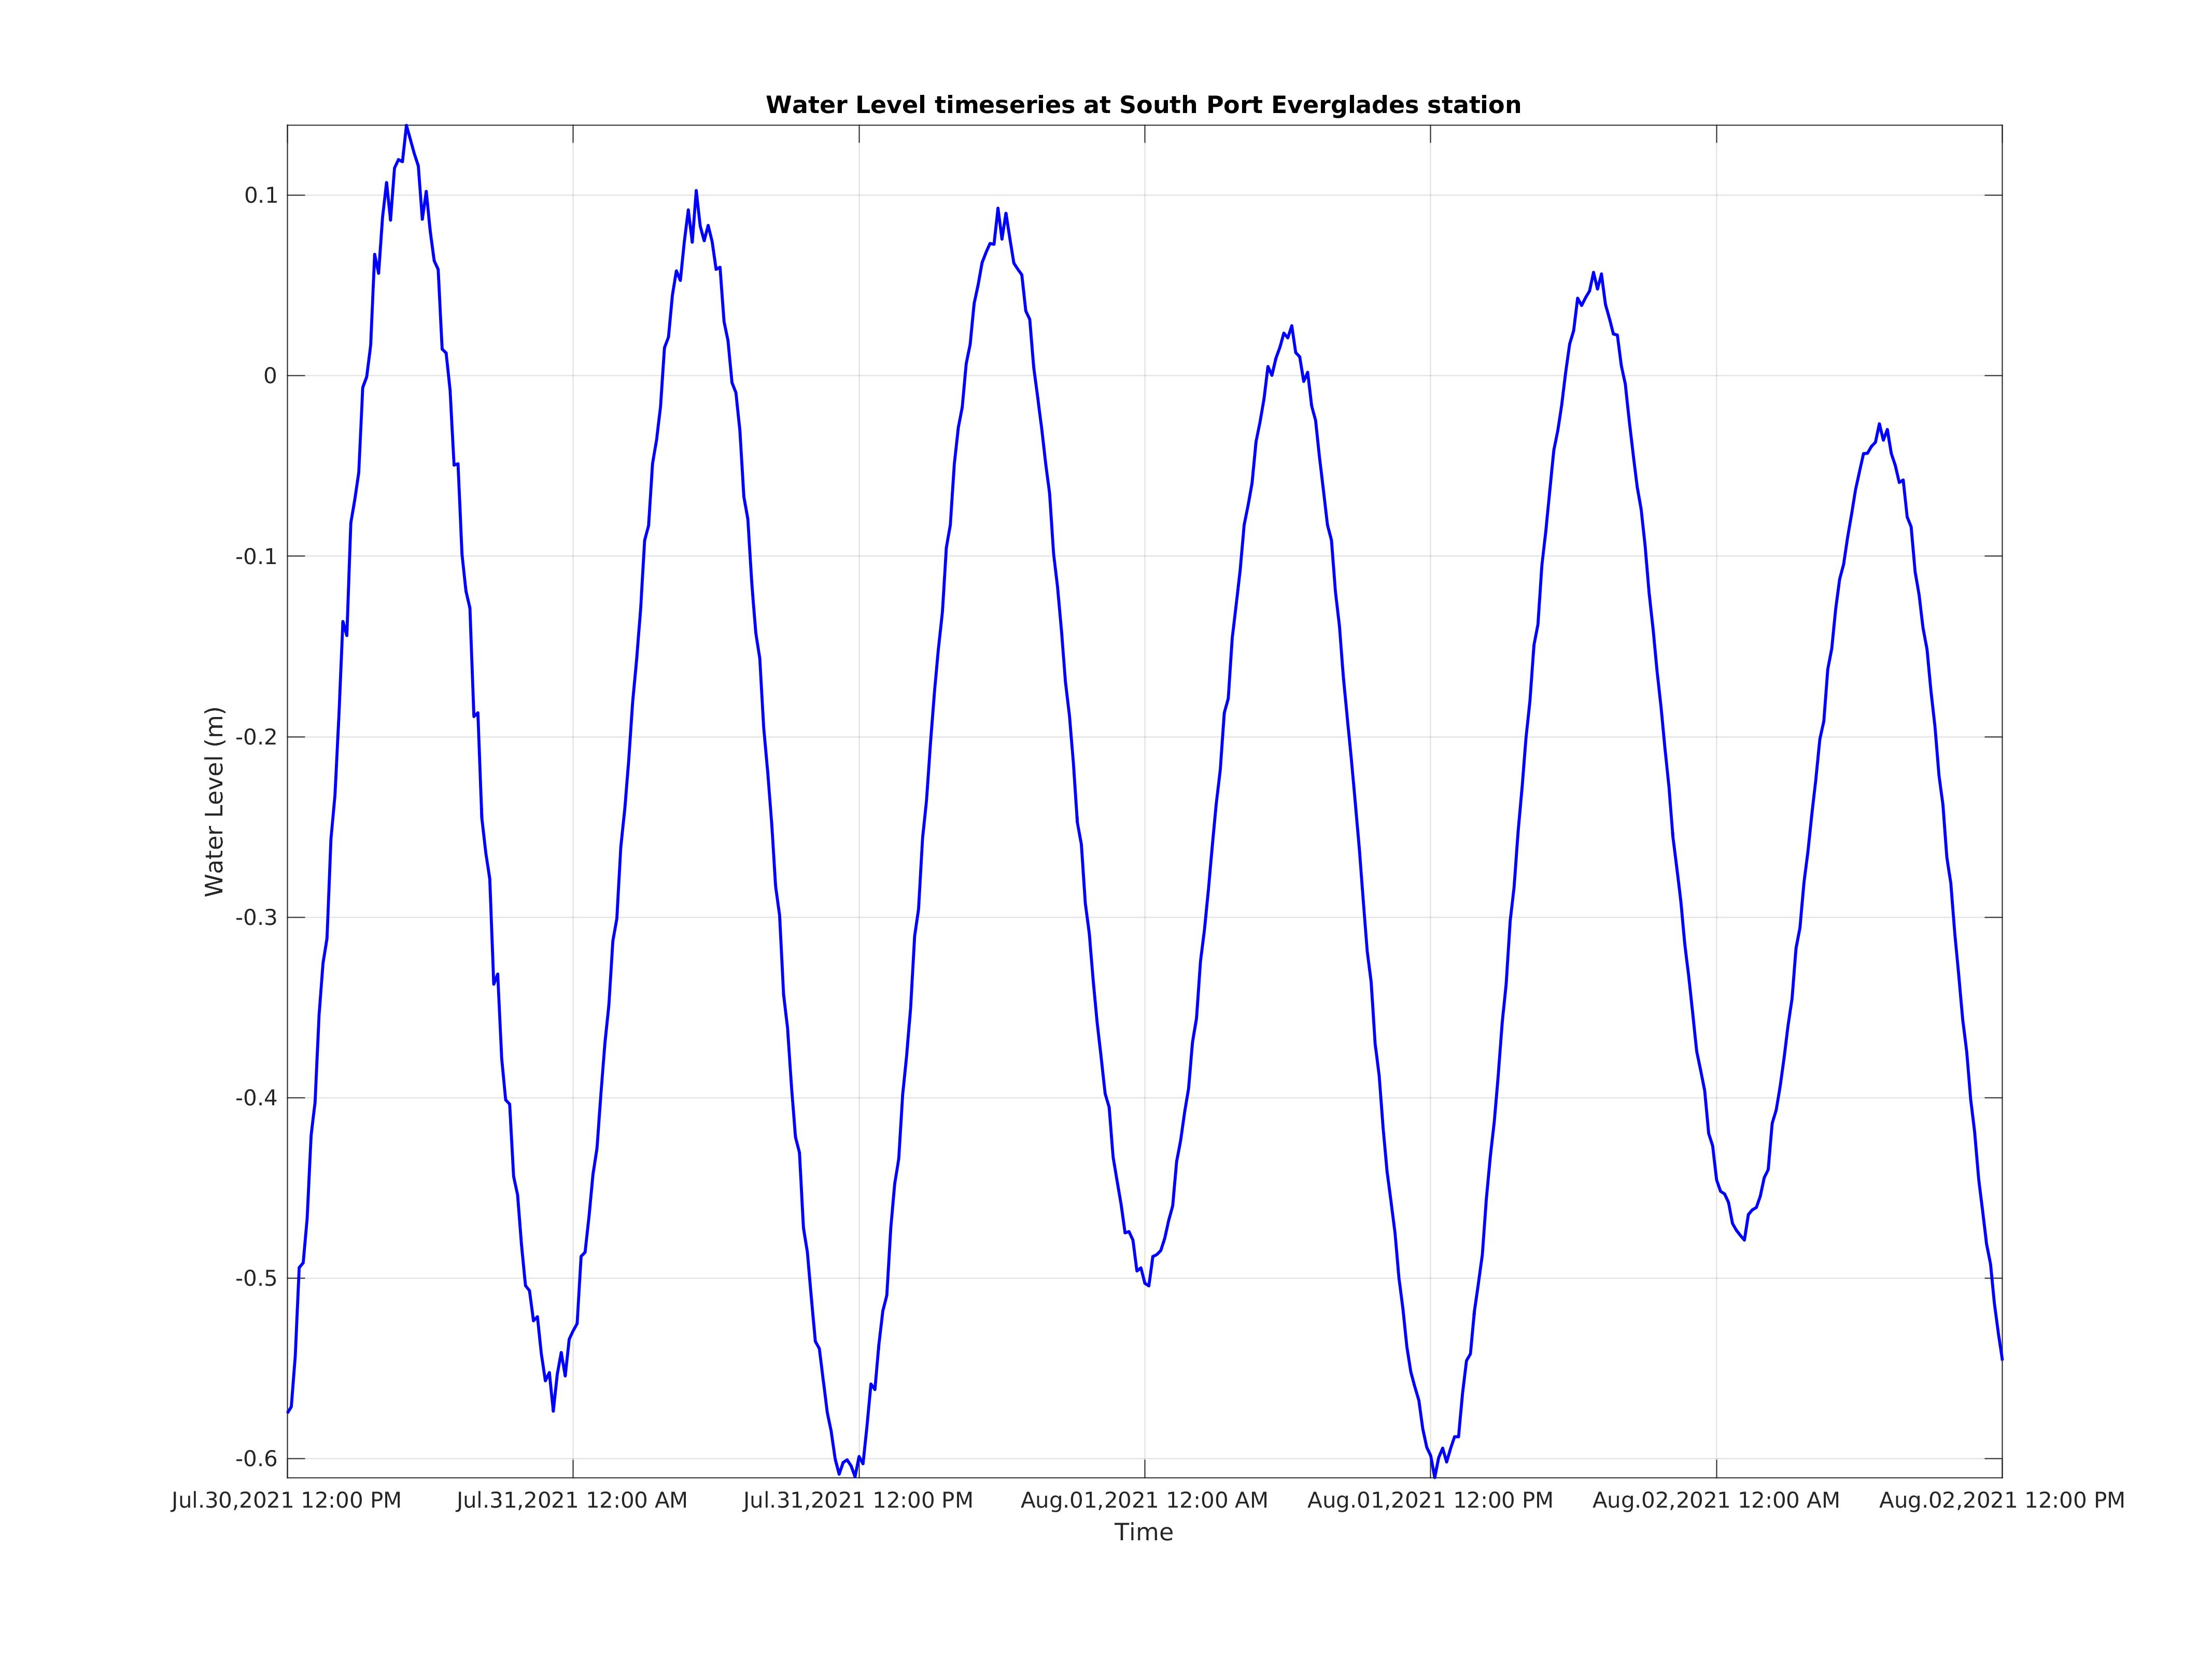 Water Level timeseries at South Port Everglades station
0.1
0
-0.1
-0.2
-0.3
-0.4
-0.5
-0.6
Water Level (m)
Jul.30,2021 12:00 PM
Jul.31,2021 12:00 AM
Jul.31,2021 12:00 PM
Aug.01,2021 12:00 AM
Aug.01,2021 12:00 PM
Aug.02,2021 12:00 AM
Aug.02,2021 12:00 PM
Time